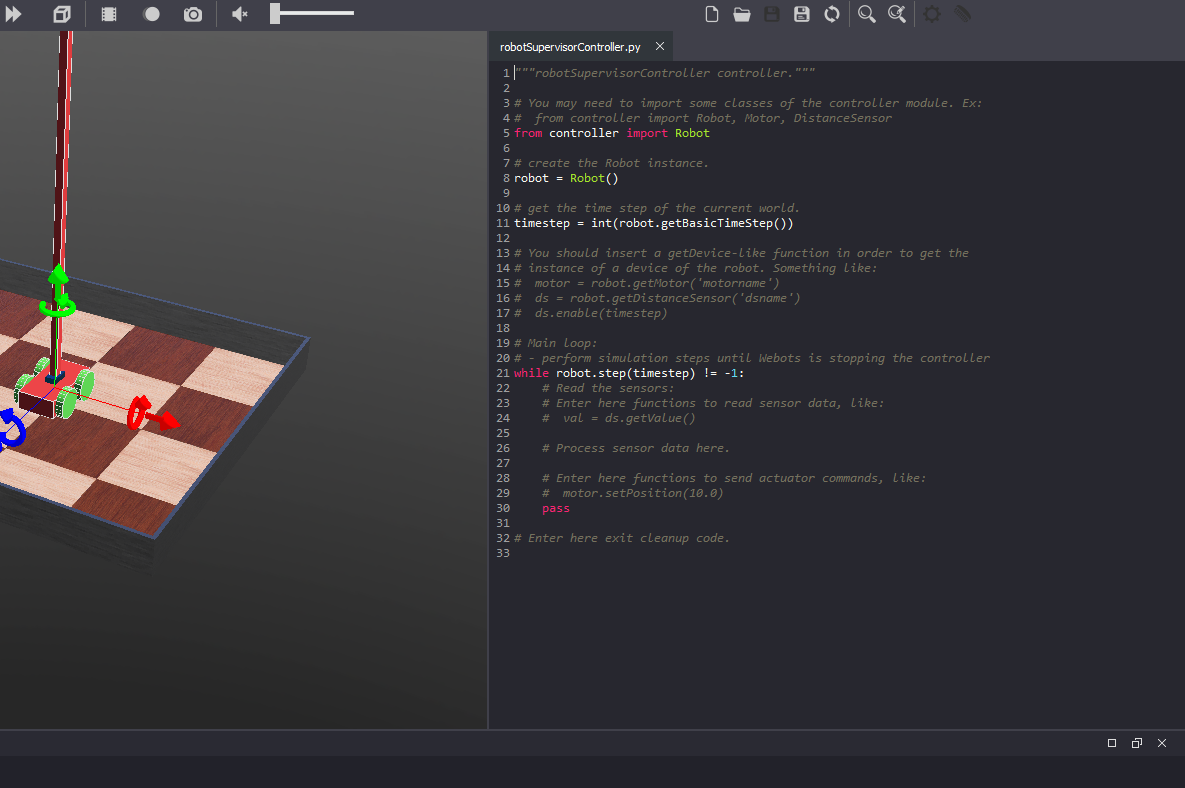 robotSupervisorController.py
1 """robotSupervisorController controller."""
2
3 # You may need to import some classes of the controller module. Ex:
4 #  from controller import Robot, Motor, DistanceSensor
5 from controller import Robot
6
7 # create the Robot instance.
8 robot = Robot()
9
10 # get the time step of the current world.
11 timestep = int(robot.getBasicTimeStep())
12
13 # You should insert a getDevice-like function in order to get the
14 # instance of a device of the robot. Something like:
15 #  motor = robot.getMotor('motorname')
16 #  ds = robot.getDistanceSensor('dsname')
17 #  ds.enable(timestep)
18
19 # Main loop:
20 # - perform simulation steps until Webots is stopping the controller
21 while robot.step(timestep) != -1:
22     # Read the sensors:
23     # Enter here functions to read sensor data, like:
24     #  val = ds.getValue()
25
26     # Process sensor data here.
27
28     # Enter here functions to send actuator commands, like:
29     #  motor.setPosition(10.0)
30     pass
31
32 # Enter here exit cleanup code.
33